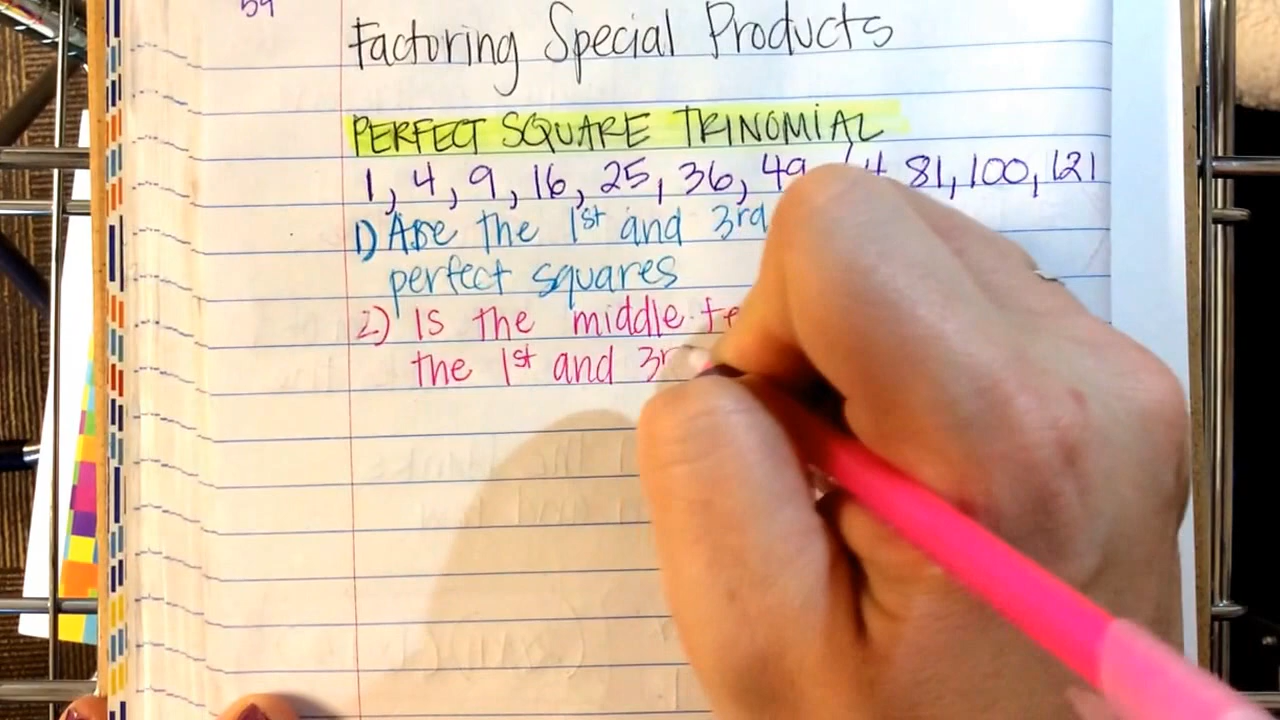 59
Factoring Special Products
PERFECT SQUARE TRINOMIAL
1, 4, 9, 16, 25, 36, 49 81, 100, 121
1) Are the 1st and 3rd
perfect squares
2) Is the middle
the 1st and